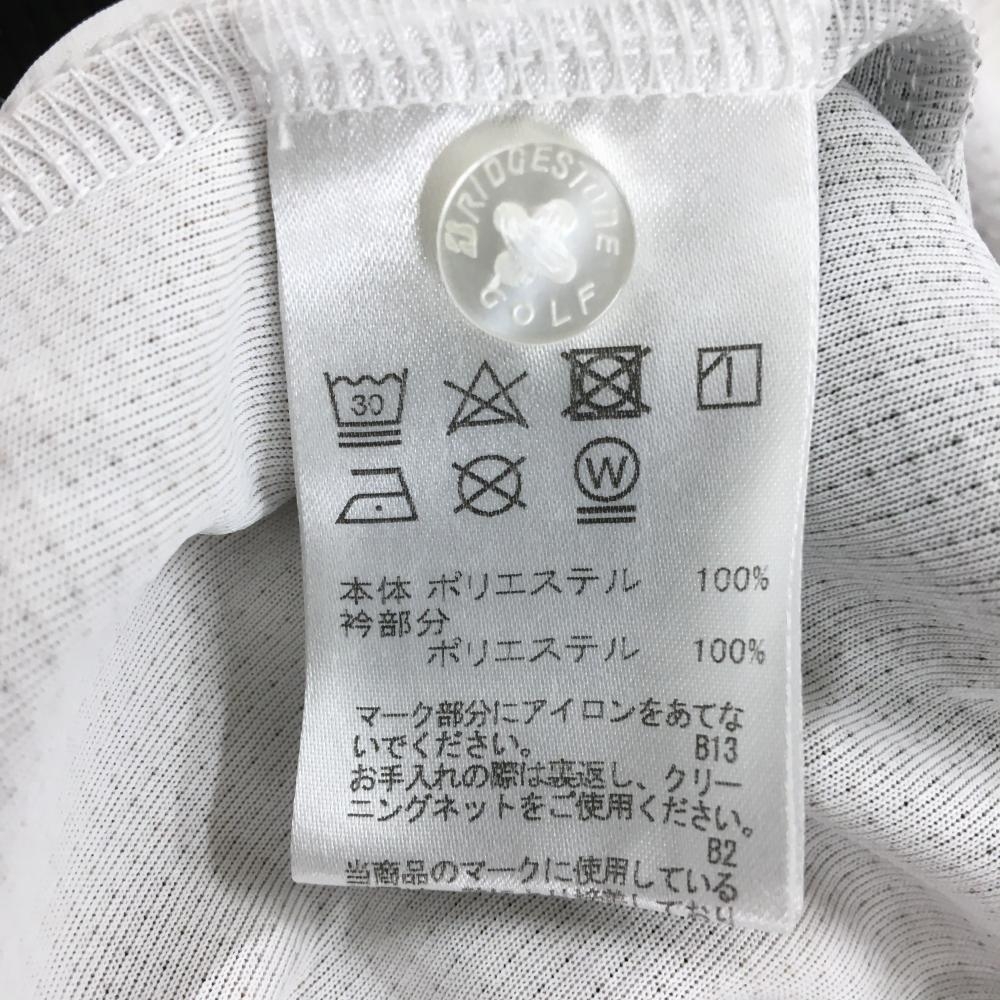 BRIDGESTONE
GOLF
30
W
本体 ポリエステル 100%
衿部分
ポリエステル 100%
マーク部分にアイロンをあてな
いでください。 B13
お手入れの際は裏返し、クリー
ニングネットをご使用ください。
B2
当商品のマークに使用している
しており